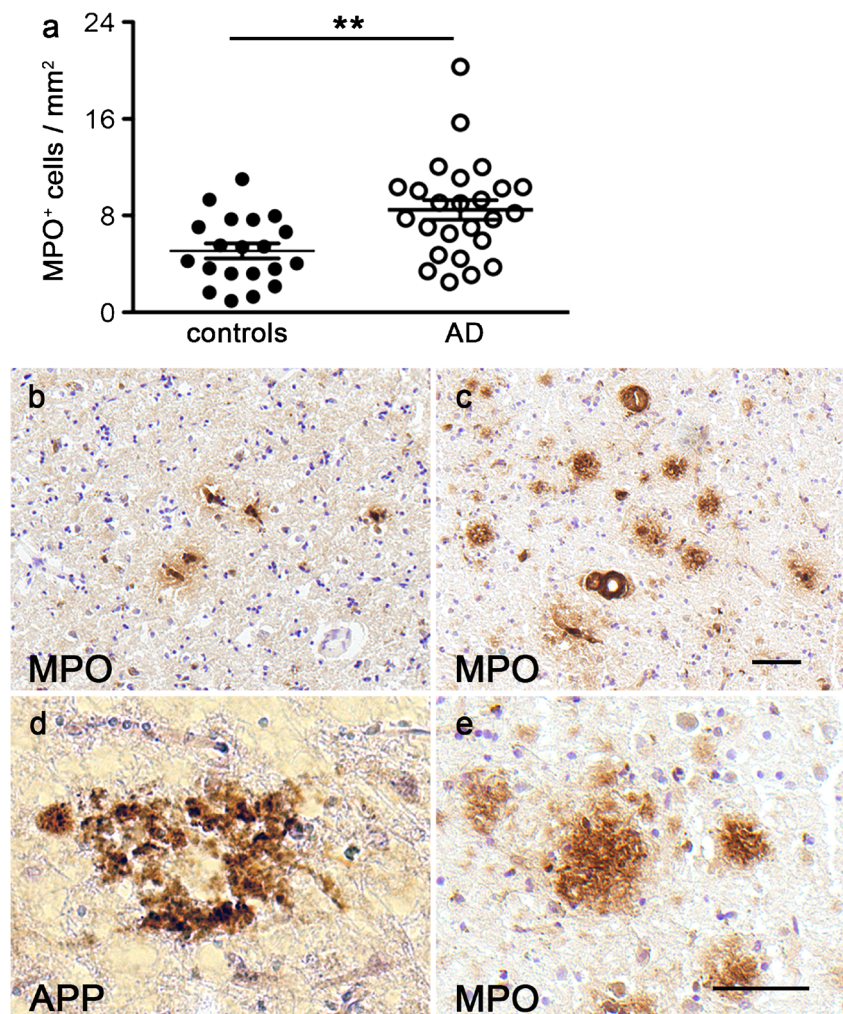 a
**
24
16
8
0
MPO⁺ cells / mm²
controls AD
b
MPO
c
MPO
d
APP
e
MPO